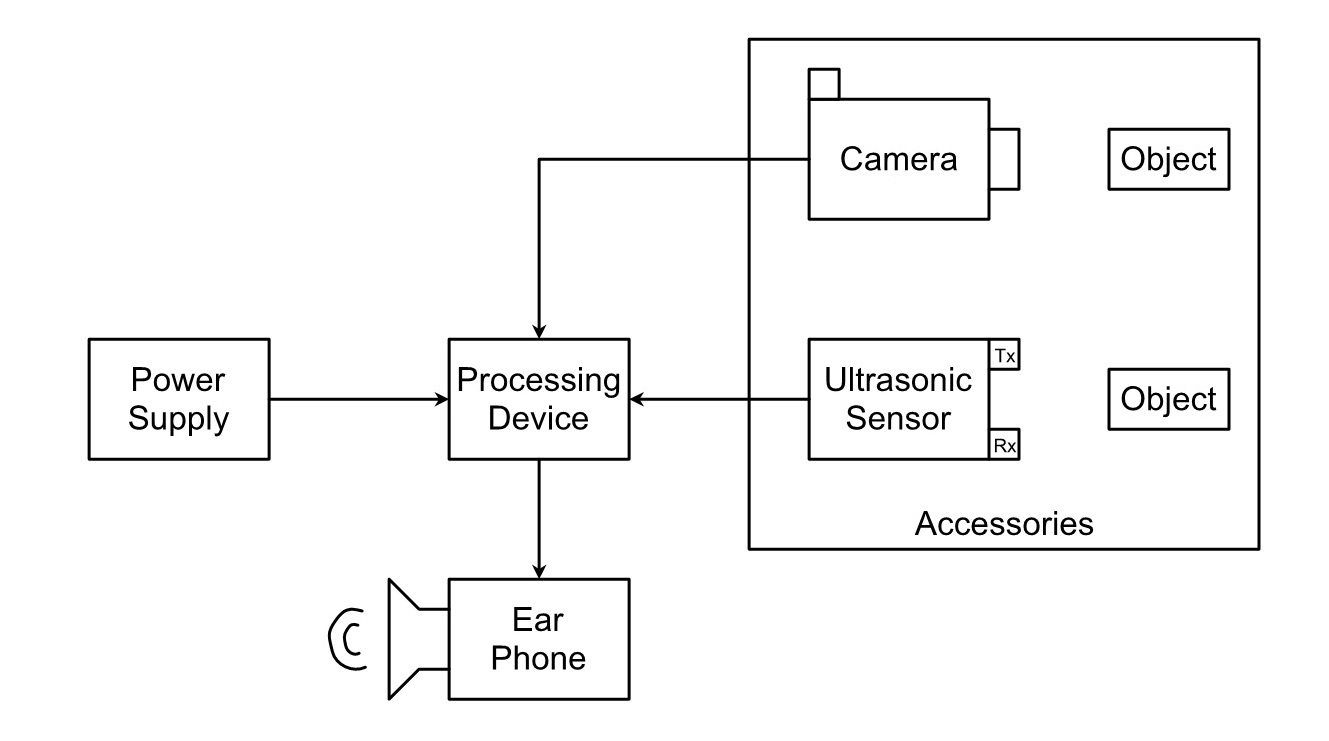 Camera
Object
Power
Supply
Processing
Device
Ultrasonic
Sensor
Tx
Rx
Object
Accessories
Ear
Phone